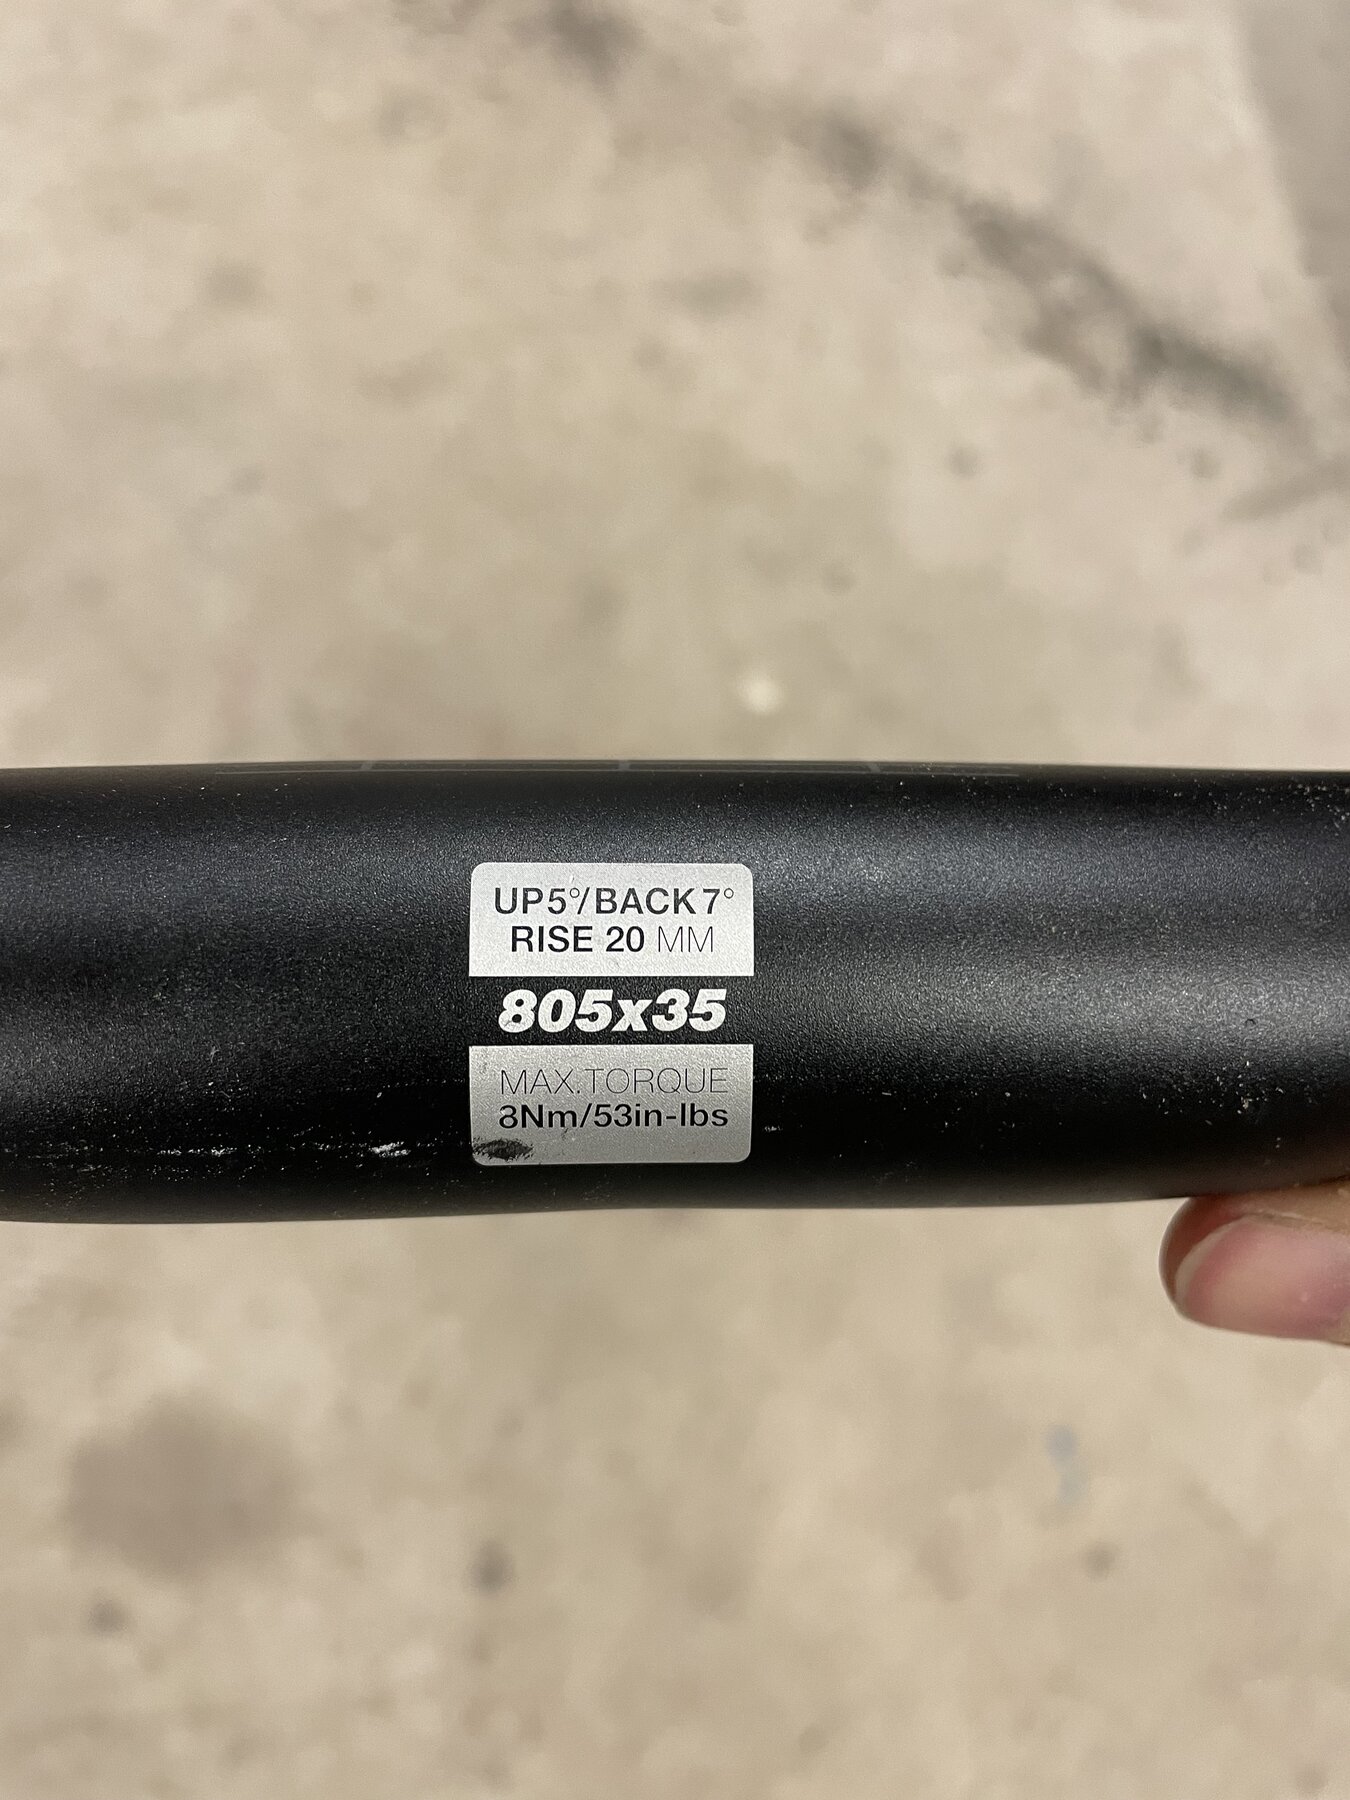 UP5°/BACK7°
RISE 20 MM
805x35
MAX.TORQUE
8Nm/53in-lbs